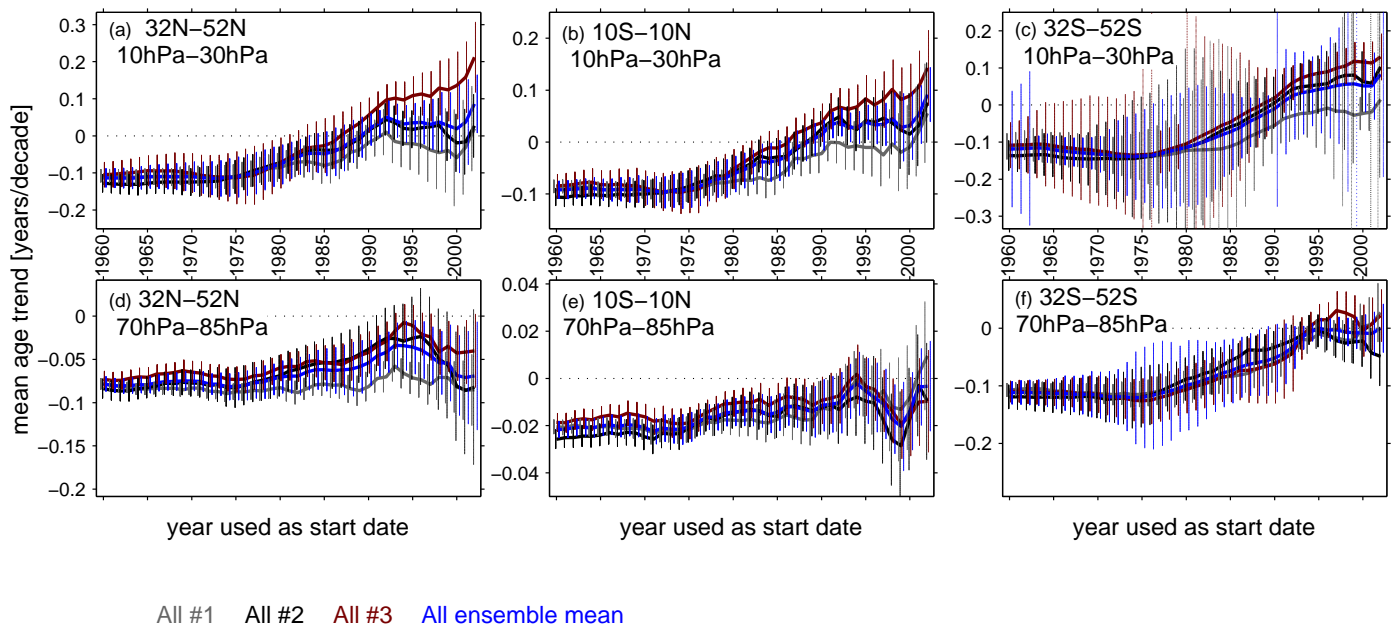 mean age trend [years/decade]
(a) 32N−52N
10hPa−30hPa
0.3
0.2
0.1
0
−0.1
−0.2
1960 1965 1970 1975 1980 1985 1990 1995 2000
(b) 10S−10N
10hPa−30hPa
0.2
0.1
0
−0.1
1960 1965 1970 1975 1980 1985 1990 1995 2000
(c) 32S−52S
10hPa−30hPa
0.2
0.1
0
−0.1
−0.2
−0.3
1960 1965 1970 1975 1980 1985 1990 1995 2000
(d) 32N−52N
70hPa−85hPa
0
−0.05
−0.1
−0.15
−0.2
year used as start date
(e) 10S−10N
70hPa−85hPa
0.04
0.02
0
−0.02
−0.04
year used as start date
(f) 32S−52S
70hPa−85hPa
0
−0.1
−0.2
year used as start date
All #1 All #2 All #3 All ensemble mean